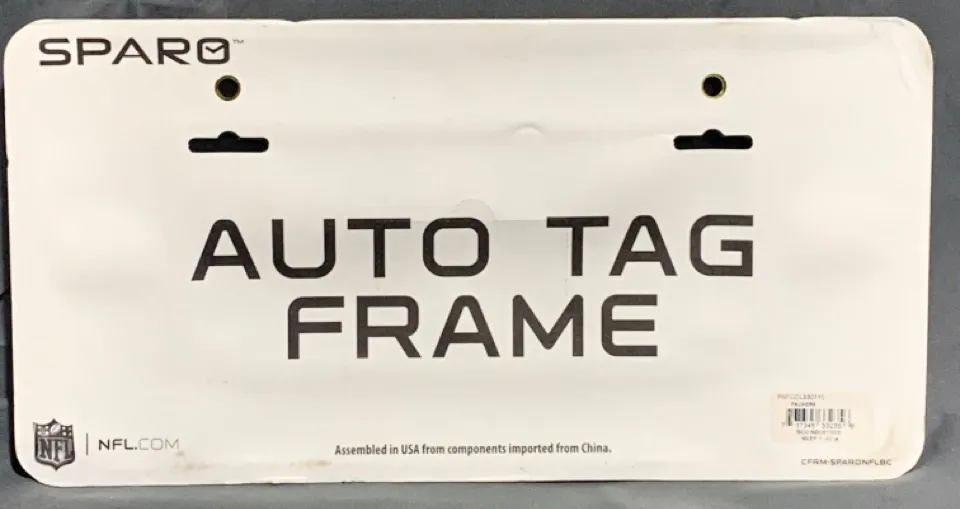 SPARO™
AUTO TAG
FRAME
NFL
NFL.COM
Assembled in USA from components imported from China.
PACKERS
CFRM-SPARONFLBC